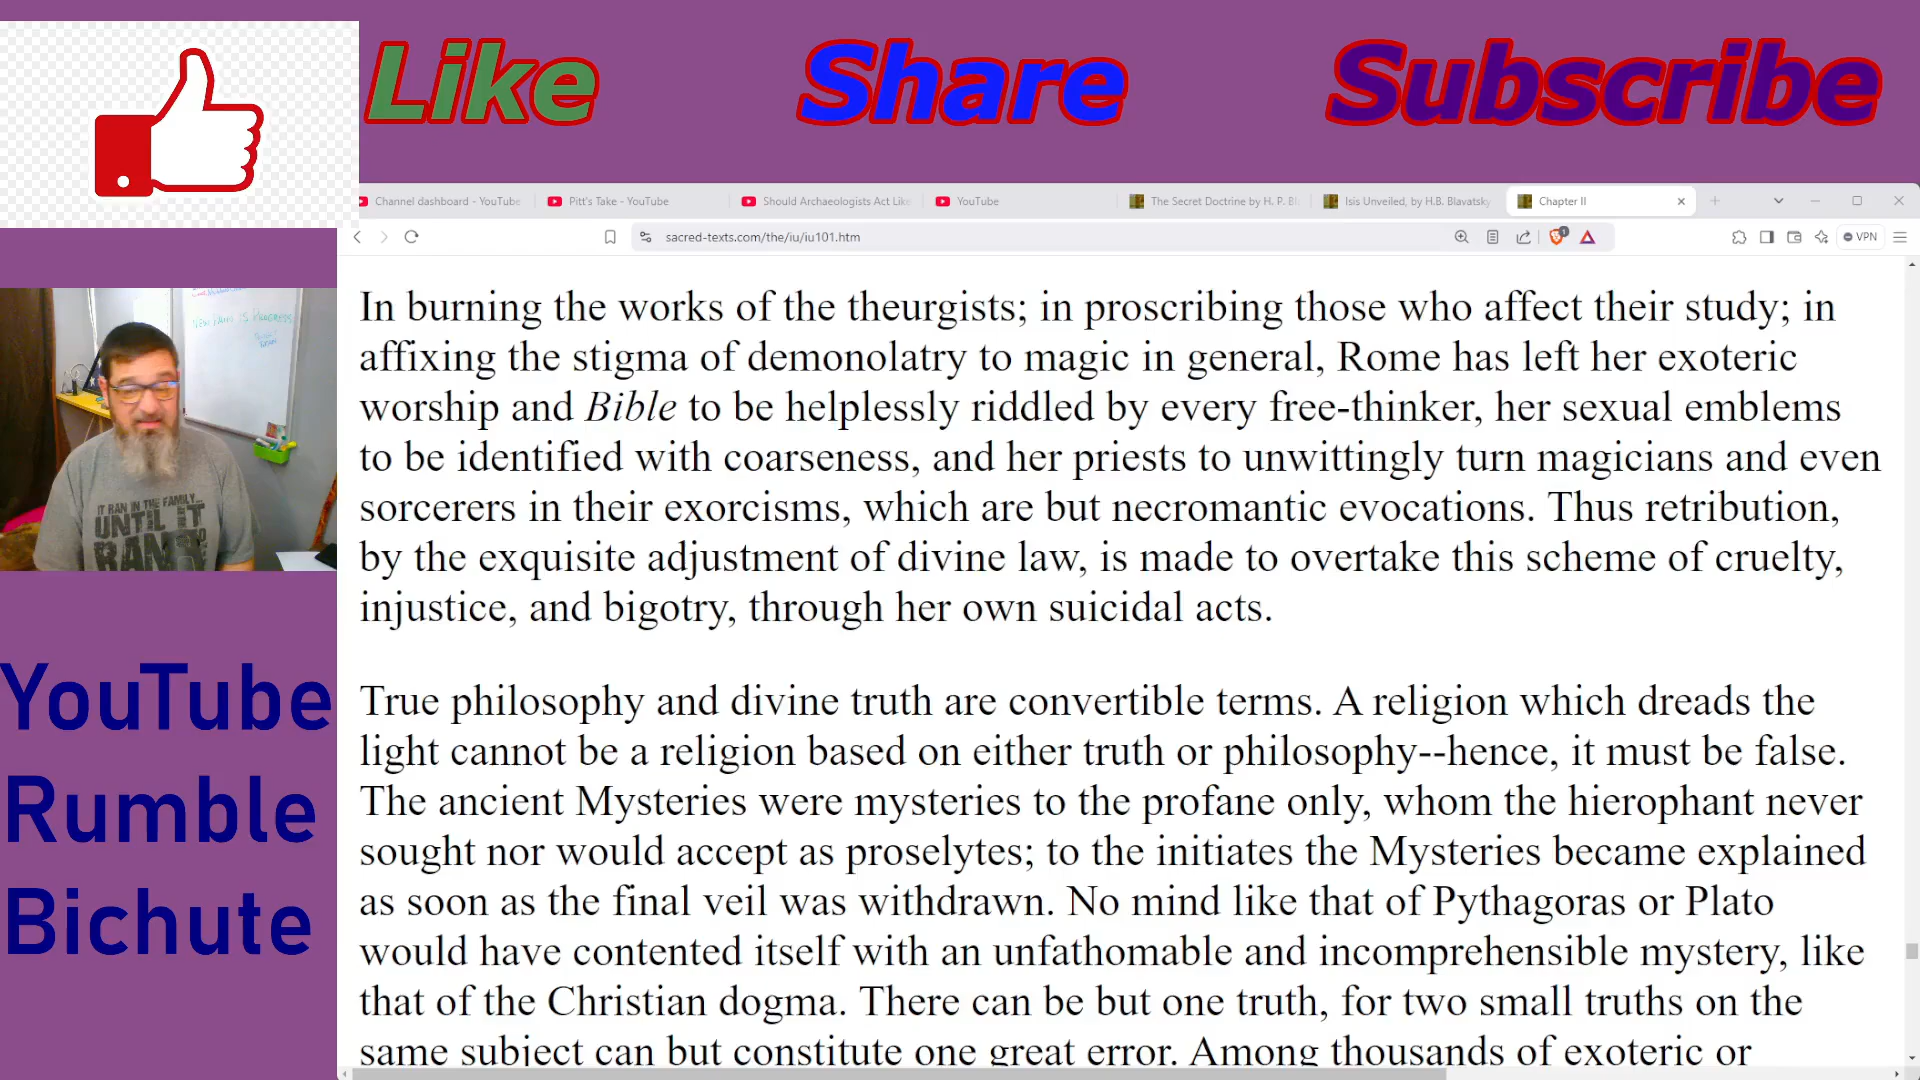 Like Share Subscribe
Channel dashboard - YouTube
Pitt's Take - YouTube
Should Archaeologists Act Lik
YouTube
The Secret Doctrine by H. P. Bl
Isis Unveiled, by H.B. Blavatsky
Chapter II
sacred-texts.com/the/iu/iu101.htm
1
VPN
In burning the works of the theurgists; in proscribing those who affect their study; in
affixing the stigma of demonolatry to magic in general, Rome has left her exoteric
worship and Bible to be helplessly riddled by every free-thinker, her sexual emblems
to be identified with coarseness, and her priests to unwittingly turn magicians and even
sorcerers in their exorcisms, which are but necromantic evocations. Thus retribution,
by the exquisite adjustment of divine law, is made to overtake this scheme of cruelty,
injustice, and bigotry, through her own suicidal acts.
True philosophy and divine truth are convertible terms. A religion which dreads the
light cannot be a religion based on either truth or philosophy--hence, it must be false.
The ancient Mysteries were mysteries to the profane only, whom the hierophant never
sought nor would accept as proselytes; to the initiates the Mysteries became explained
as soon as the final veil was withdrawn. No mind like that of Pythagoras or Plato
would have contented itself with an unfathomable and incomprehensible mystery, like
that of the Christian dogma. There can be but one truth, for two small truths on the
same subject can but constitute one great error. Among thousands of exoteric or
IT RAN IN THE FAMILY...
UNTIL IT
RAN
YouTube
Rumble
Bichute